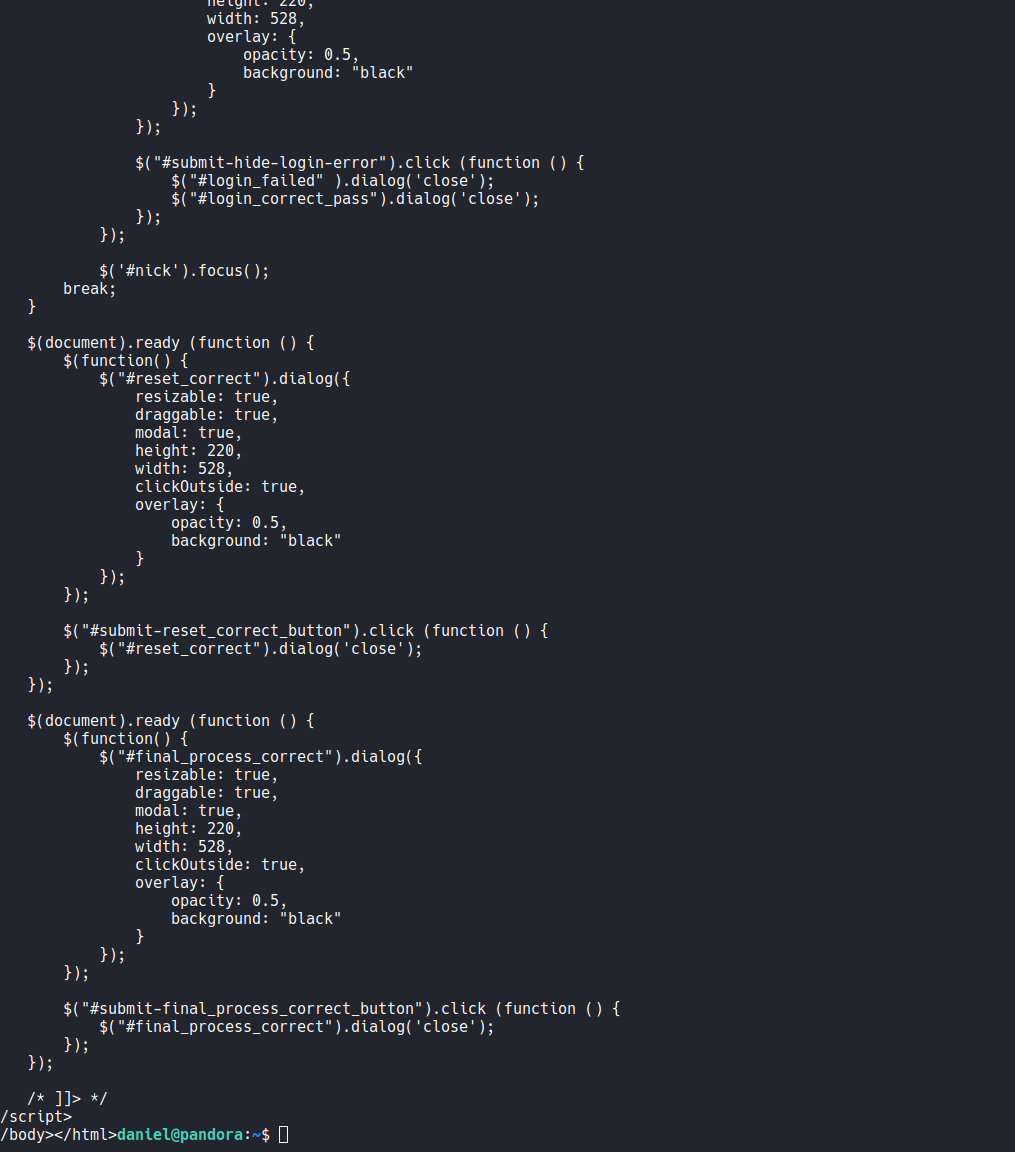 height: 220,
width: 528,
overlay: {
opacity: 0.5,
background: "black"
}
});
});
$("#submit-hide-login-error").click (function () {
$("#login_failed" ).dialog('close');
$("#login_correct_pass").dialog('close');
});
});
$('#nick').focus();
break;
}
$(document).ready (function () {
$(function() {
$("#reset_correct").dialog({
resizable: true,
draggable: true,
modal: true,
height: 220,
width: 528,
clickOutside: true,
overlay: {
opacity: 0.5,
background: "black"
}
});
});
$("#submit-reset_correct_button").click (function () {
$("#reset_correct").dialog('close');
});
});
$(document).ready (function () {
$(function() {
$("#final_process_correct").dialog({
resizable: true,
draggable: true,
modal: true,
height: 220,
width: 528,
clickOutside: true,
overlay: {
opacity: 0.5,
background: "black"
}
});
});
$("#submit-final_process_correct_button").click (function () {
$("#final_process_correct").dialog('close');
});
});
/* ]]> */
/script>
/body></html>daniel@pandora:~$